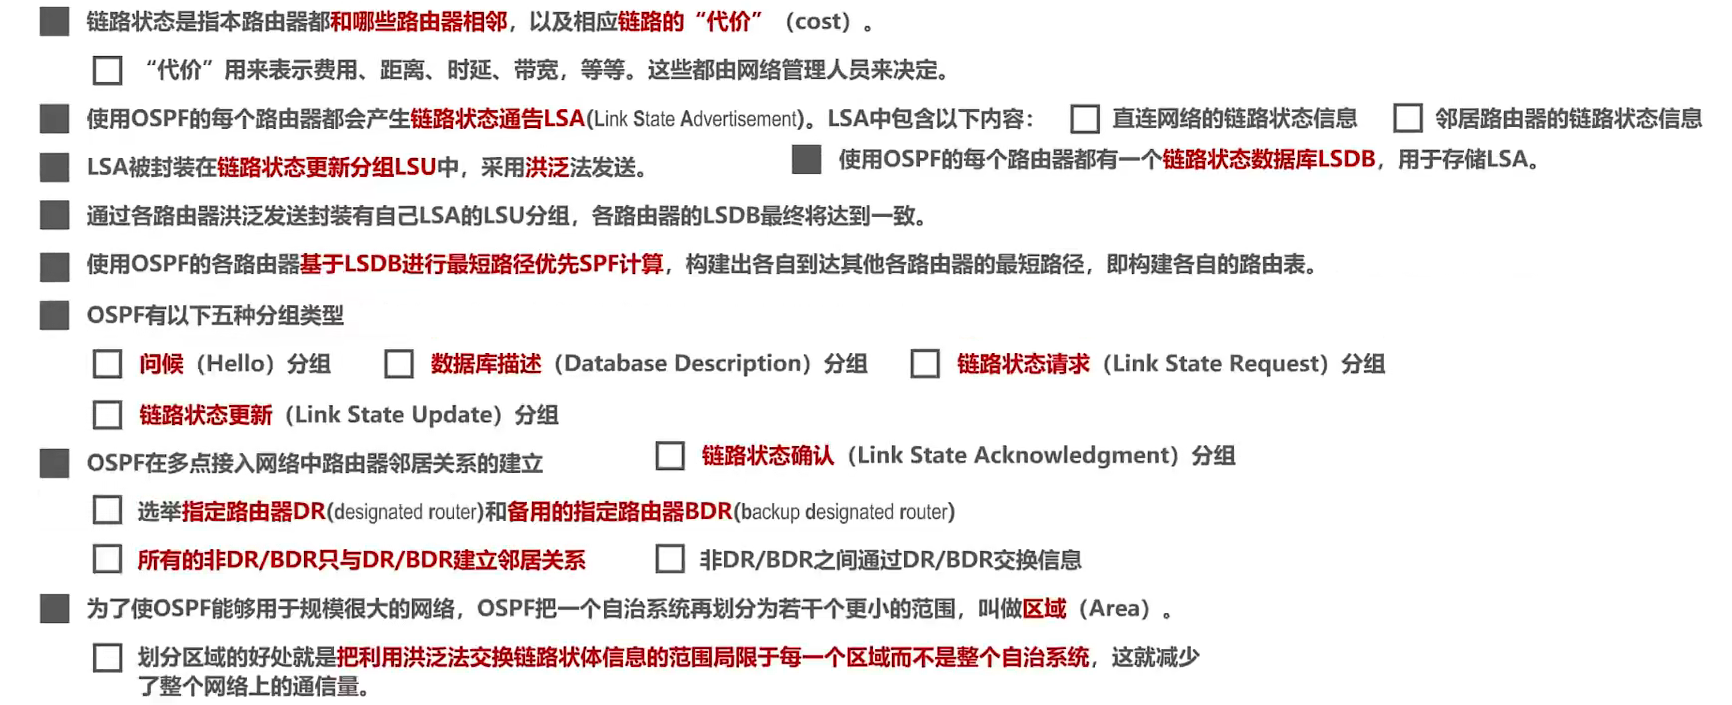 链路状态是指本路由器都和哪些路由器相邻，以及相应链路的“代价”（cost）。
“代价”用来表示费用、距离、时延、带宽，等等。这些都由网络管理人员来决定。
使用OSPF的每个路由器都会产生链路状态通告LSA(Link State Advertisement)。LSA中包含以下内容： 直连网络的链路状态信息 邻居路由器的链路状态信息
LSA被封装在链路状态更新分组LSU中，采用洪泛法发送。
使用OSPF的每个路由器都有一个链路状态数据库LSDB，用于存储LSA。
通过各路由器洪泛发送封装有自己LSA的LSU分组，各路由器的LSDB最终将达到一致。
使用OSPF的各路由器基于LSDB进行最短路径优先SPF计算，构建出各自到达其他各路由器的最短路径，即构建各自的路由表。
OSPF有以下五种分组类型
问候（Hello）分组 数据库描述（Database Description）分组 链路状态请求（Link State Request）分组
链路状态更新（Link State Update）分组
链路状态确认（Link State Acknowledgment）分组
OSPF在多点接入网络中路由器邻居关系的建立
选举指定路由器DR(designated router)和备用的指定路由器BDR(backup designated router)
所有的非DR/BDR只与DR/BDR建立邻居关系 非DR/BDR之间通过DR/BDR交换信息
为了使OSPF能够用于规模很大的网络，OSPF把一个自治系统再划分为若干个更小的范围，叫做区域（Area）。
划分区域的好处就是把利用洪泛法交换链路状体信息的范围局限于每一个区域而不是整个自治系统，这就减少
了整个网络上的通信量。